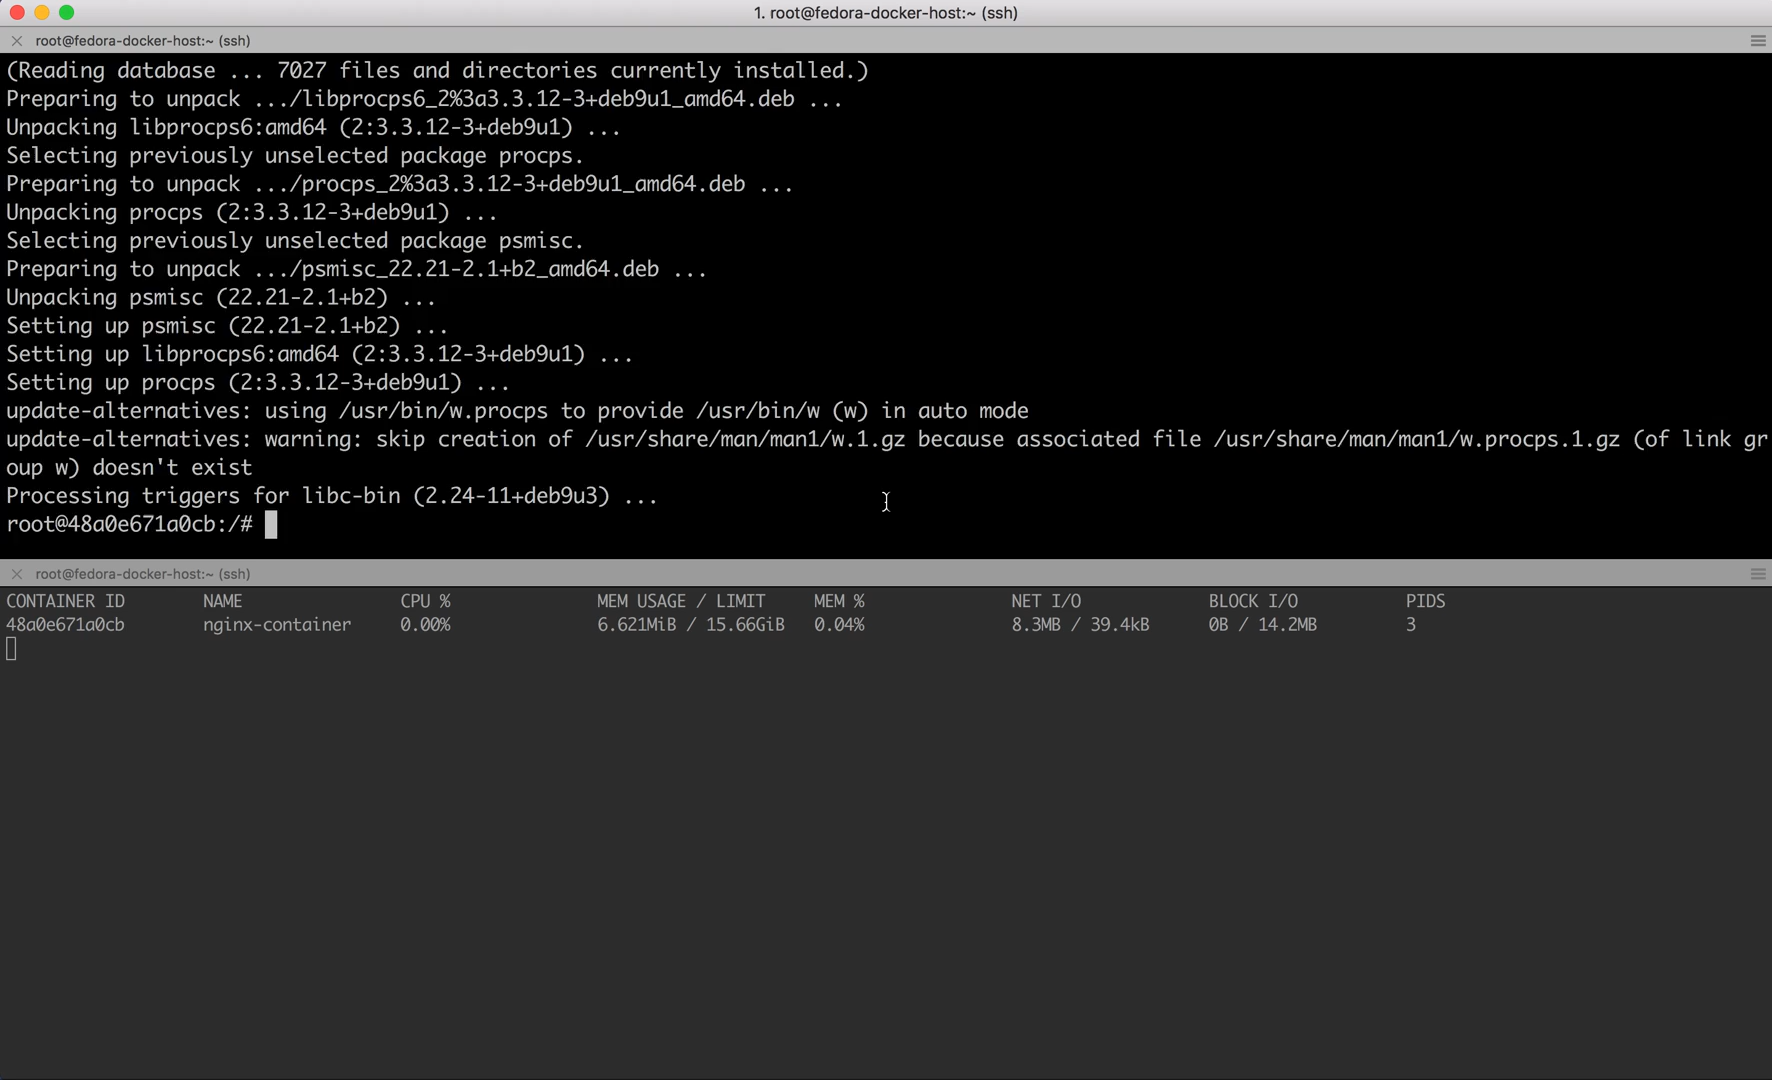 1. root@fedora-docker-host:~ (ssh)
root@fedora-docker-host:~ (ssh)
(Reading database ... 7027 files and directories currently installed.)
Preparing to unpack .../libprocps6_2%3a3.3.12-3+deb9u1_amd64.deb ...
Unpacking libprocps6:amd64 (2:3.3.12-3+deb9u1) ...
Selecting previously unselected package procps.
Preparing to unpack .../procps_2%3a3.3.12-3+deb9u1_amd64.deb ...
Unpacking procps (2:3.3.12-3+deb9u1) ...
Selecting previously unselected package psmisc.
Preparing to unpack .../psmisc_22.21-2.1+b2_amd64.deb ...
Unpacking psmisc (22.21-2.1+b2) ...
Setting up psmisc (22.21-2.1+b2) ...
Setting up libprocps6:amd64 (2:3.3.12-3+deb9u1) ...
Setting up procps (2:3.3.12-3+deb9u1) ...
update-alternatives: using /usr/bin/w.procps to provide /usr/bin/w (w) in auto mode
update-alternatives: warning: skip creation of /usr/share/man/man1/w.1.gz because associated file /usr/share/man/man1/w.procps.1.gz (of link gr
oup w) doesn't exist
Processing triggers for libc-bin (2.24-11+deb9u3) ...
root@48a0e671a0cb:/#
root@fedora-docker-host:~ (ssh)
CONTAINER ID NAME CPU % MEM USAGE / LIMIT MEM % NET I/O BLOCK I/O PIDS
48a0e671a0cb nginx-container 0.00% 6.621MiB / 15.66GiB 0.04% 8.3MB / 39.4kB 0B / 14.2MB 3